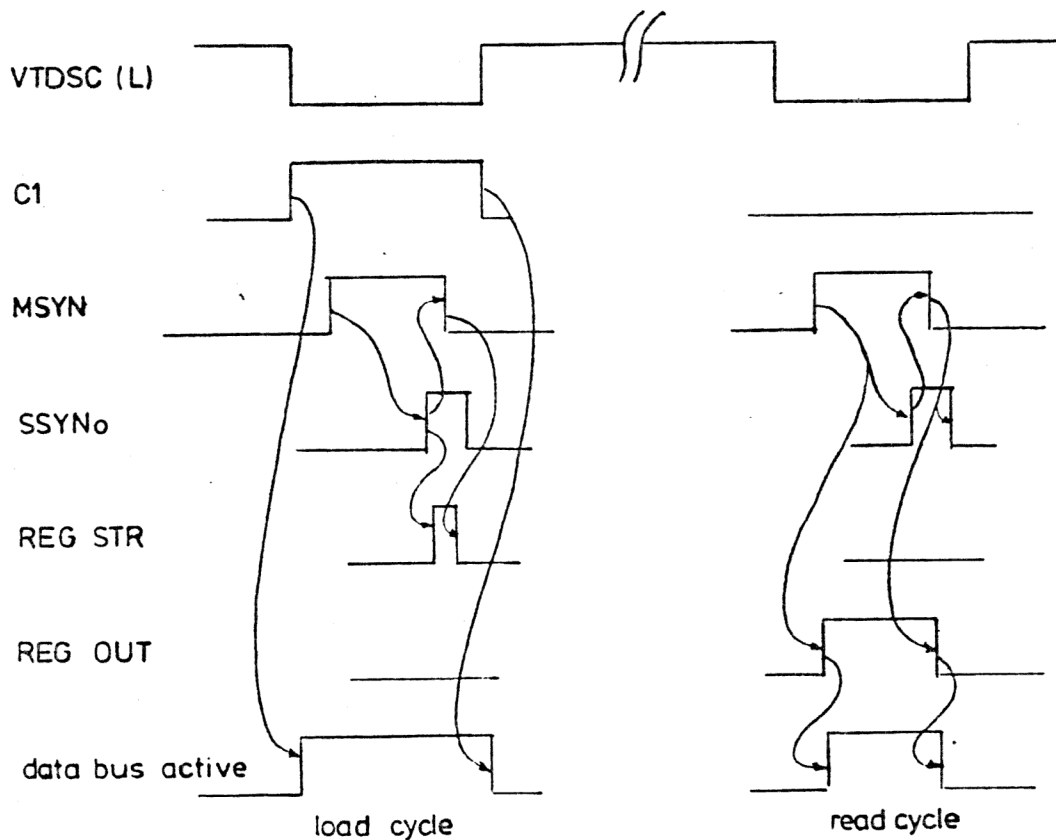 VTDSC (L)
C1
MSYN
SSYNo
REG STR
REG OUT
data bus active
load cycle
read cycle